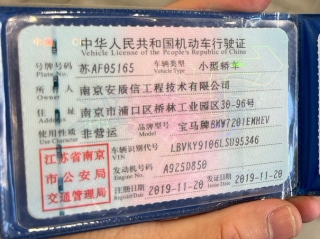 中华人民共和国机动车行驶证
Vehicle License of the People's Republic of China
号牌号码 苏AF05165 车辆类型 小型轿车
Plate No. Vehicle Type
所有人 南京安质信工程技术有限公司
Owner
住址 南京市浦口区桥林工业园区30-96号
Address
使用性质 非营运 品牌型号 宝马牌BMW7201EMHEV
Use Character Model
江苏省南京
市公安局
交通管理局
车辆识别代号 LBVKY9106LSU95346
VIN
发动机号码 A925D850
Engine No.
注册日期 2019-11-20 发证日期 2019-11-20
Register Date Issue Date